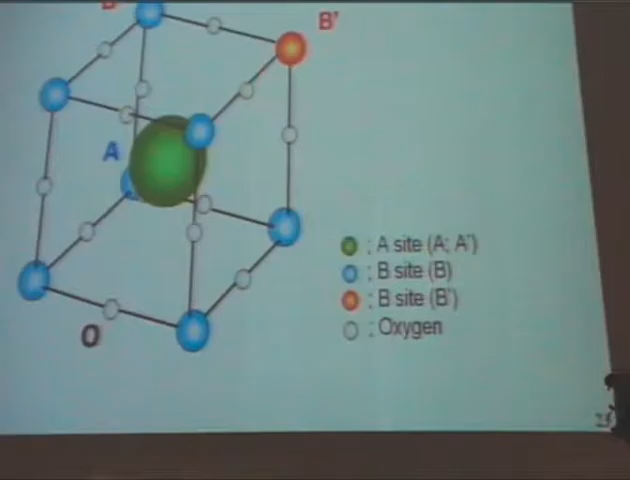 B'
A
: A site (A; A')
: B site (B)
: B site (B')
: Oxygen
O